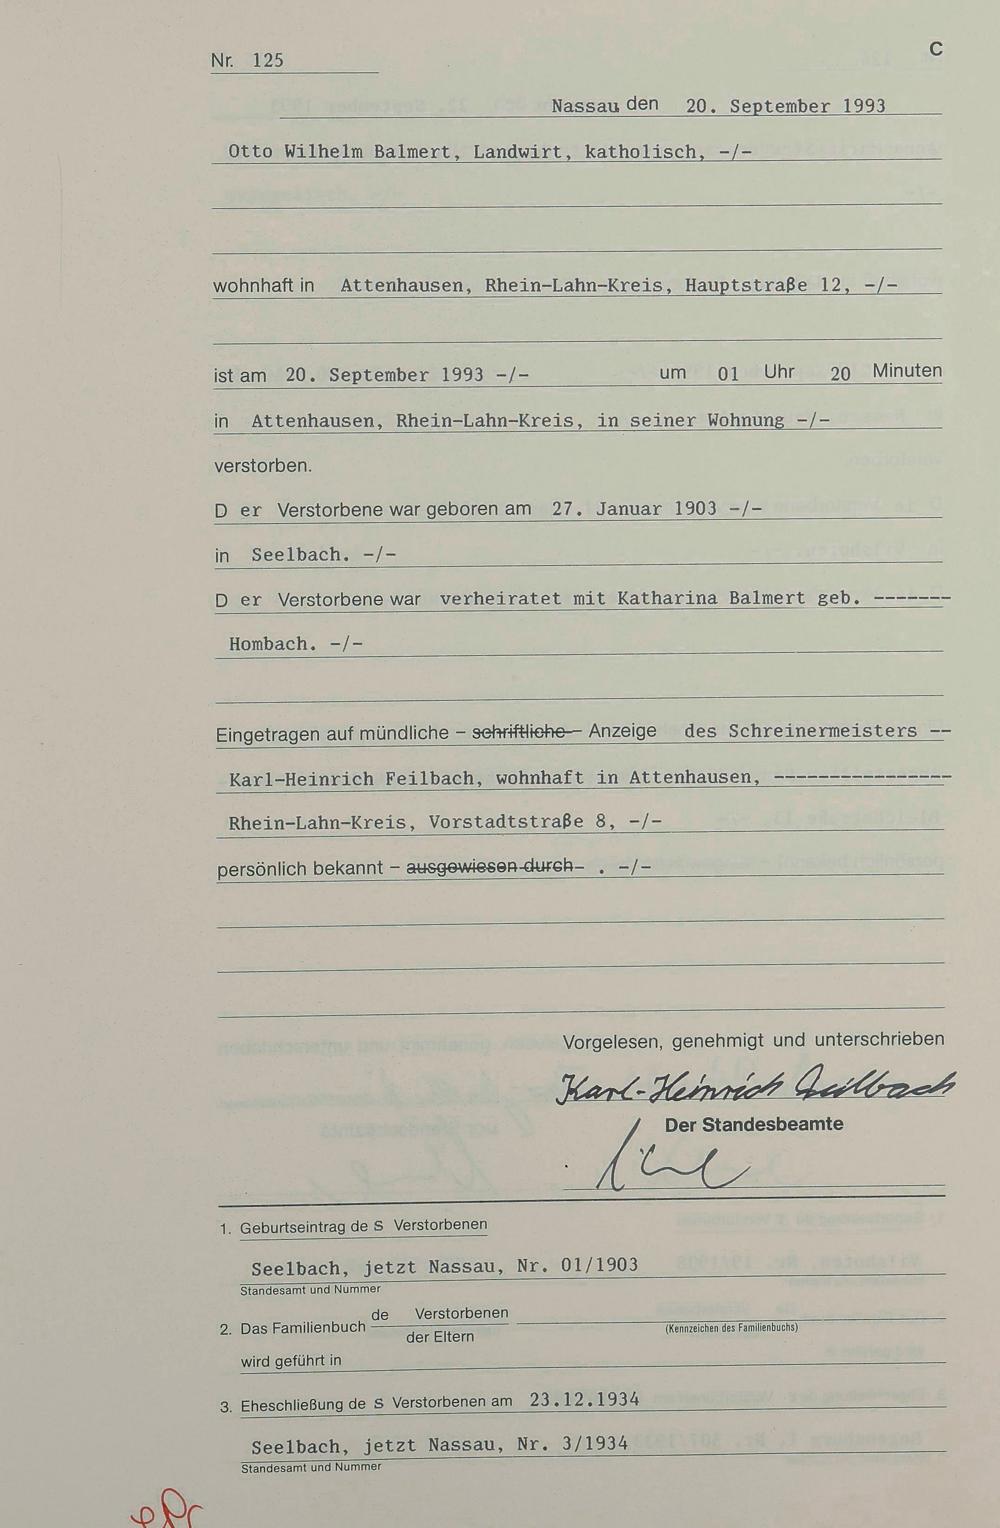 C
Nr. 125
Nassau den 20. September 1993
Otto Wilhelm Balmert, Landwirt, katholisch, -/-
wohnhaft in Attenhausen, Rhein-Lahn-Kreis, Hauptstraße 12, -/-
ist am 20. September 1993 -/- um 01 Uhr 20 Minuten
in Attenhausen, Rhein-Lahn-Kreis, in seiner Wohnung -/-
verstorben.
D er Verstorbene war geboren am 27. Januar 1903 -/-
in Seelbach. -/-
D er Verstorbene war verheiratet mit Katharina Balmert geb. -------
Hombach. -/-
Eingetragen auf mündliche – schriftliche – Anzeige des Schreinermeisters --
Karl-Heinrich Feilbach, wohnhaft in Attenhausen, ----------------
Rhein-Lahn-Kreis, Vorstadtstraße 8, -/-
persönlich bekannt – ausgewiesen durch- . -/-
Vorgelesen, genehmigt und unterschrieben
Karl-Heinrich Feilbach
Der Standesbeamte
1. Geburtseintrag de s Verstorbenen
Seelbach, jetzt Nassau, Nr. 01/1903
Standesamt und Nummer
2. Das Familienbuch de Verstorbenen
der Eltern
(Kennzeichen des Familienbuchs)
wird geführt in
3. Eheschließung de s Verstorbenen am 23.12.1934
Seelbach, jetzt Nassau, Nr. 3/1934
Standesamt und Nummer